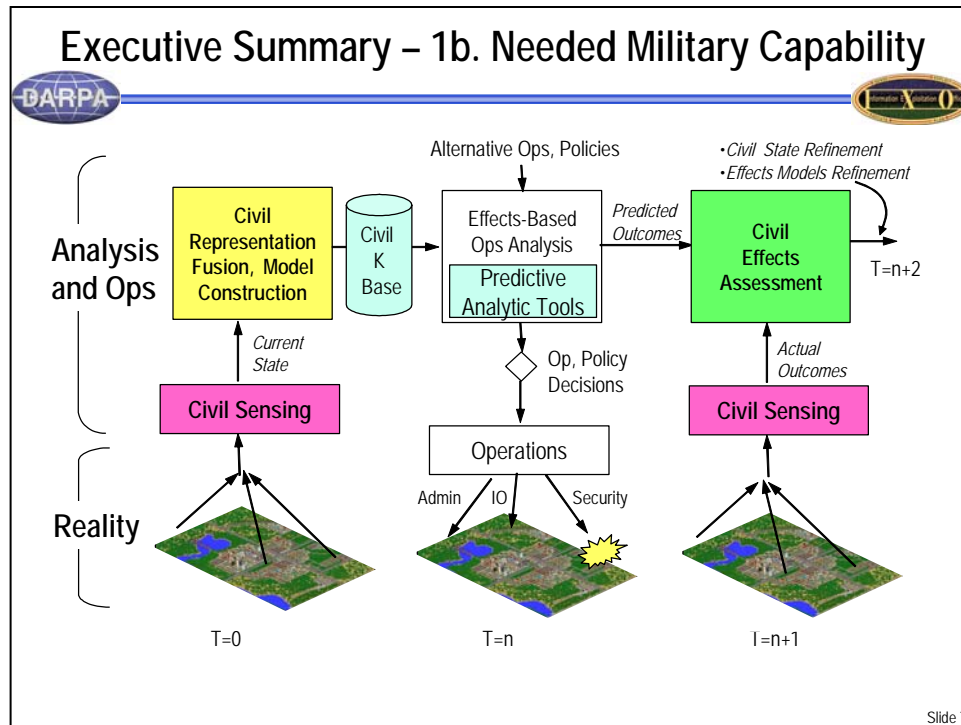 Executive Summary – 1b. Needed Military Capability
DARPA
Information Exploitation Office
I X O
Alternative Ops, Policies
•Civil State Refinement
•Effects Models Refinement
Analysis
and Ops
Civil
Representation
Fusion, Model
Construction
Civil
K
Base
Effects-Based
Ops Analysis
Predictive
Analytic Tools
Predicted
Outcomes
Civil
Effects
Assessment
T=n+2
Current
State
Op, Policy
Decisions
Actual
Outcomes
Civil Sensing
Civil Sensing
Operations
Admin
IO
Security
Reality
T=0
T=n
T=n+1
Slide